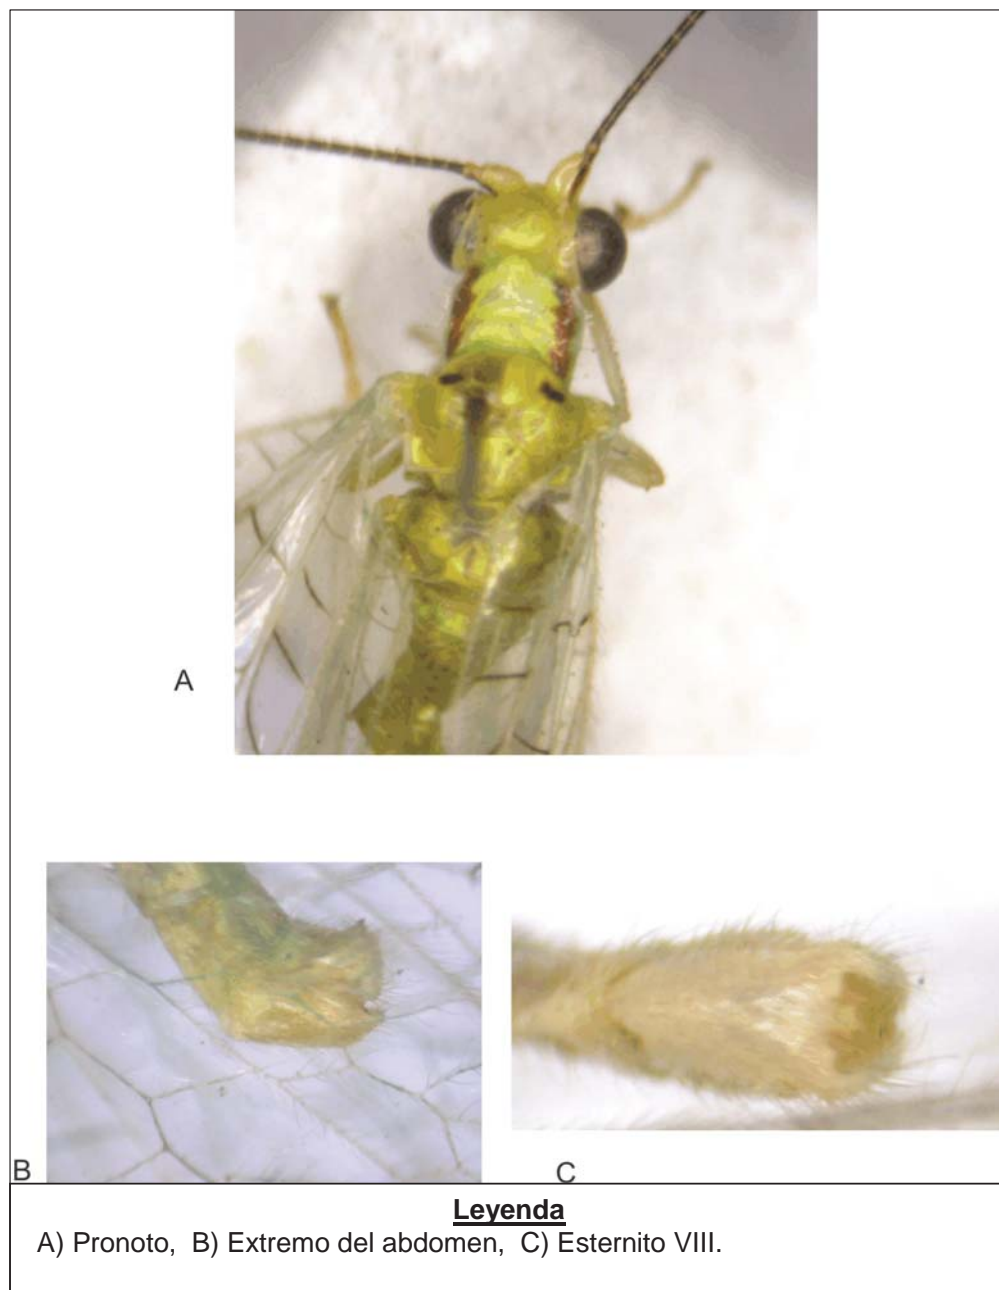 A
B
C
Leyenda
A) Pronoto, B) Extremo del abdomen, C) Esternito VIII.